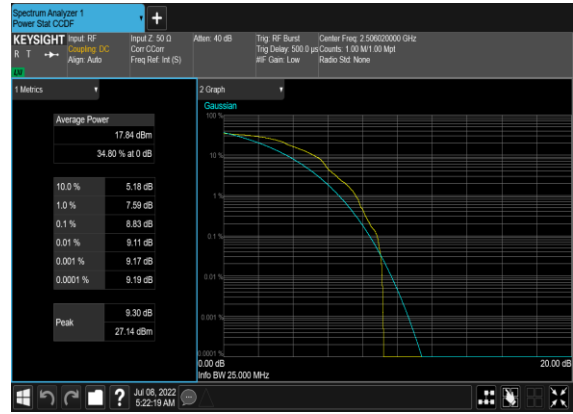 Spectrum Analyzer 1
Power Stat CCDF
+
KEYSIGHT
R T
LXI
Input: RF
Coupling: DC
Align: Auto
Input Z: 50 Ω
Corr CCorr
Freq Ref: Int (S)
Atten: 40 dB
Trig: RF Burst
Trig Delay: 500.0 µs
#IF Gain: Low
Center Freq: 2.506020000 GHz
Counts: 1.00 M/1.00 Mpt
Radio Std: None
1 Metrics
Average Power
17.84 dBm
34.80 % at 0 dB
10.0 % 5.18 dB
1.0 % 7.59 dB
0.1 % 8.83 dB
0.01 % 9.11 dB
0.001 % 9.17 dB
0.0001 % 9.19 dB
Peak
9.30 dB
27.14 dBm
2 Graph
Gaussian
100 %
10 %
1 %
0.1 %
0.01 %
0.001 %
0.0001 %
0.00 dB
20.00 dB
Info BW 25.000 MHz
?
Jul 08, 2022
5:22:19 AM